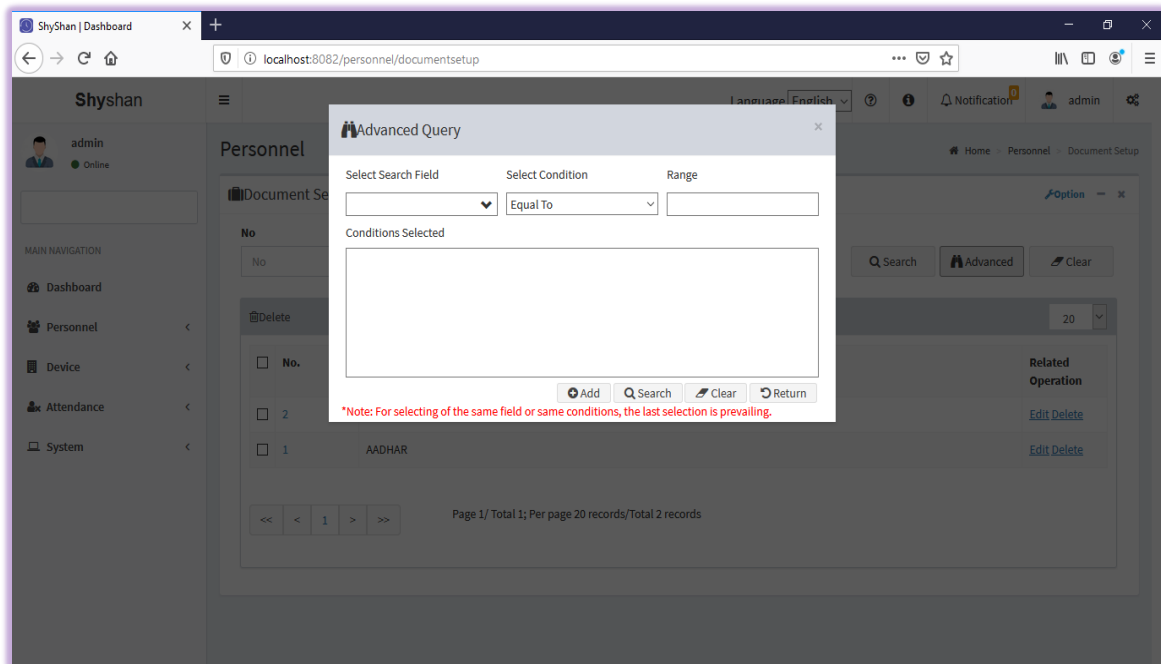 ShyShan | Dashboard
localhost:8082/personnel/documentsetup
Shyshan
Language English
Notification 0
admin
admin
Online
Personnel
Home > Personnel > Document Setup
Advanced Query
Select Search Field
Select Condition
Range
Equal To
Conditions Selected
Add
Search
Clear
Return
*Note: For selecting of the same field or same conditions, the last selection is prevailing.
Document Se
Option
No
No
Search
Advanced
Clear
MAIN NAVIGATION
Dashboard
Personnel
Device
Attendance
System
Delete
20
No.
Related
Operation
2
Edit Delete
1
AADHAR
Edit Delete
<< < 1 > >>
Page 1/ Total 1; Per page 20 records/Total 2 records